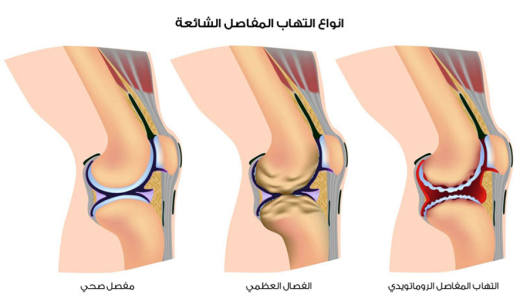 انواع التهاب المفاصل الشائعة
التهاب المفاصل الروماتويدي
الفصال العظمي
مفصل صحي